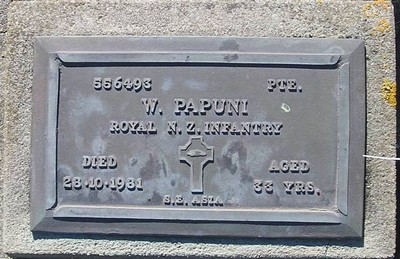 556493 PTE.
W. PAPUNI
ROYAL N. Z. INFANTRY
DIED AGED
28·10·1981 33 YRS.
S.E. ASIA